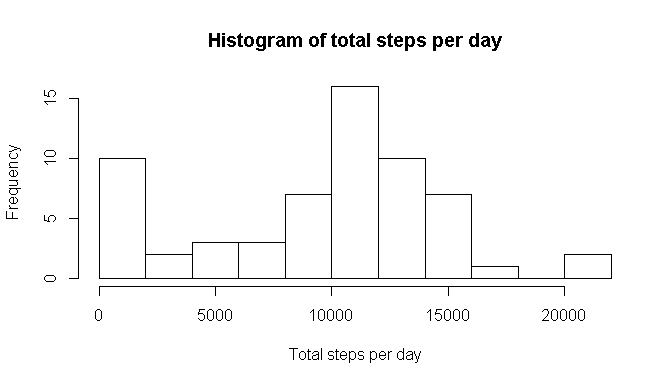 Histogram of total steps per day
Frequency
15
10
5
0
0 5000 10000 15000 20000
Total steps per day